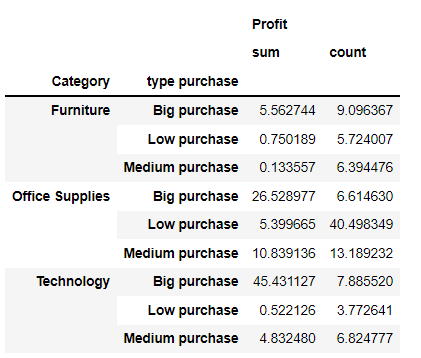 Profit
sum count
Category type purchase
Furniture Big purchase 5.562744 9.096367
Low purchase 0.750189 5.724007
Medium purchase 0.133557 6.394476
Office Supplies Big purchase 26.528977 6.614630
Low purchase 5.399665 40.498349
Medium purchase 10.839136 13.189232
Technology Big purchase 45.431127 7.885520
Low purchase 0.522126 3.772641
Medium purchase 4.832480 6.824777